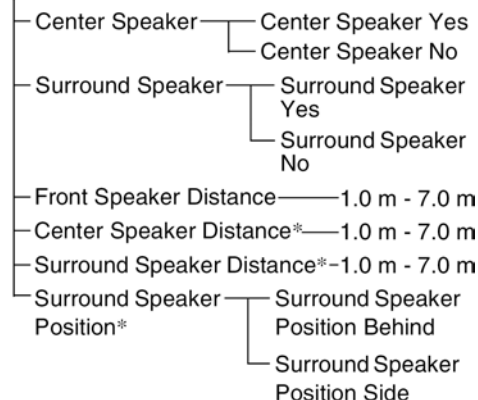 Center Speaker Center Speaker Yes
Center Speaker No
Surround Speaker Surround Speaker
Yes
Surround Speaker
No
Front Speaker Distance 1.0 m - 7.0 m
Center Speaker Distance* 1.0 m - 7.0 m
Surround Speaker Distance* 1.0 m - 7.0 m
Surround Speaker Surround Speaker
Position* Position Behind
Surround Speaker
Position Side